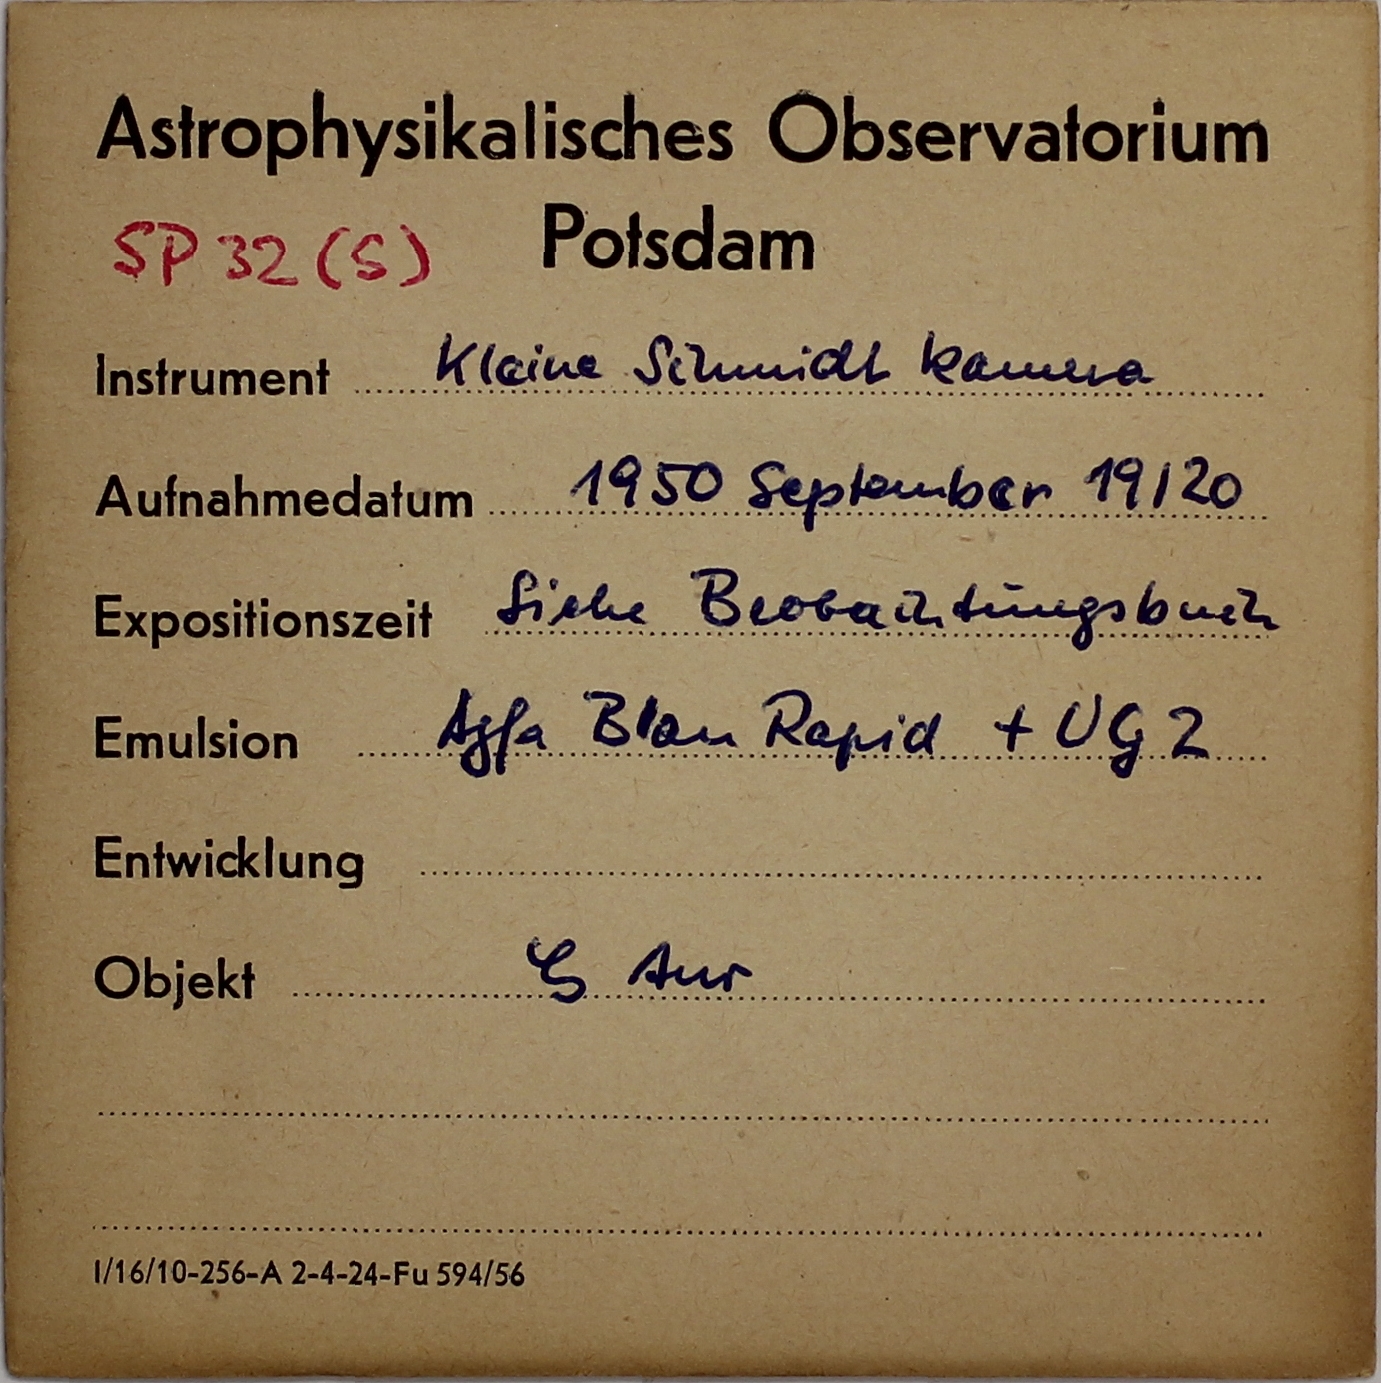 Astrophysikalisches Observatorium
Potsdam
SP 32 (S)
Instrument Kleine Schmidt Kamera
Aufnahmedatum 1950 September 19/20
Expositionszeit Siehe Beobachtungsbuch
Emulsion Agfa Blau Rapid + UG 2
Entwicklung
Objekt ζ Aur
I/16/10-256-A 2-4-24-Fu 594/56